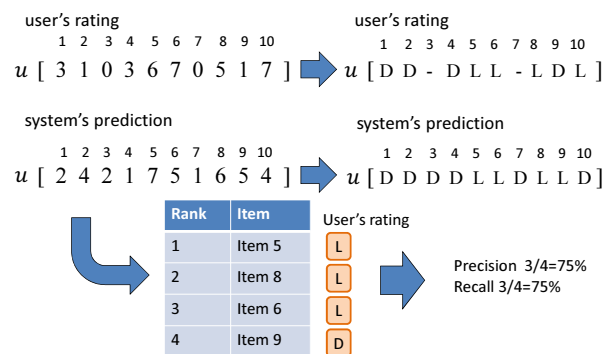 user's rating
1 2 3 4 5 6 7 8 9 10
u [ 3 1 0 3 6 7 0 5 1 7 ]
user's rating
1 2 3 4 5 6 7 8 9 10
u [ D D - D L L - L D L ]
system's prediction
1 2 3 4 5 6 7 8 9 10
u [ 2 4 2 1 7 5 1 6 5 4 ]
system's prediction
1 2 3 4 5 6 7 8 9 10
u [ D D D D L L D L L D ]
Rank Item User's rating
1 Item 5 L
2 Item 8 L
3 Item 6 L
4 Item 9 D
Precision 3/4=75%
Recall 3/4=75%